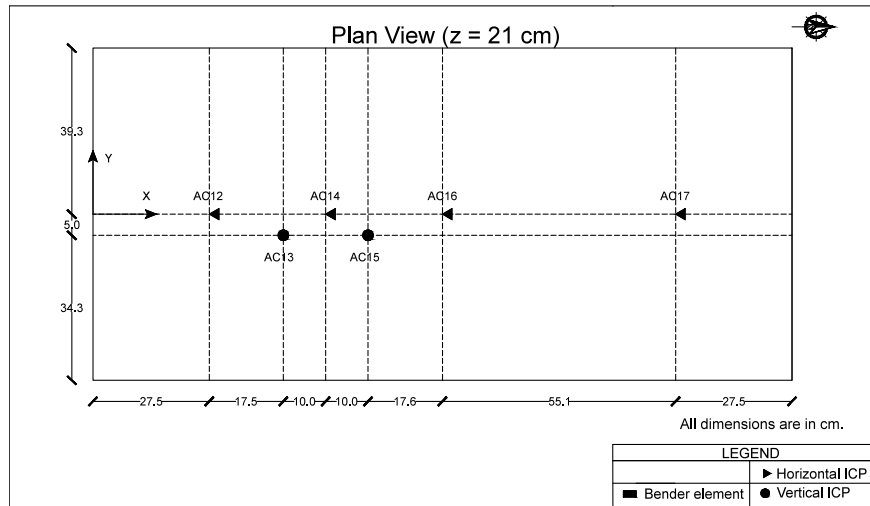 Plan View (z = 21 cm)
39.3
Y
X
AC12
AC14
AC16
AC17
5.0
AC13
AC15
34.3
27.5
17.5
10.0
10.0
17.6
55.1
27.5
All dimensions are in cm.
LEGEND
Horizontal ICP
Bender element
Vertical ICP